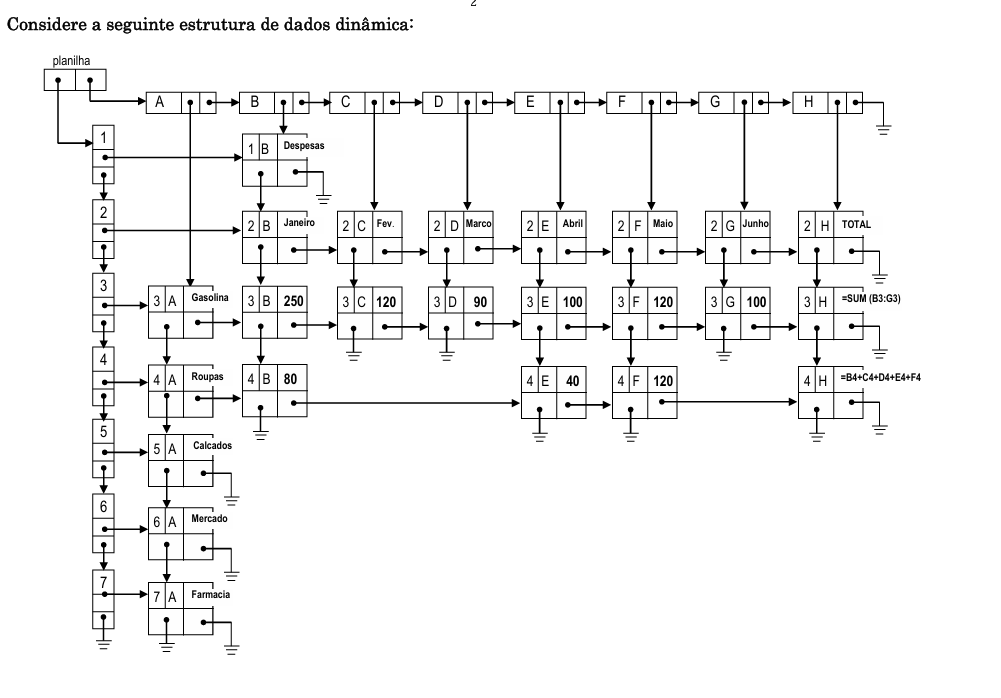 2
Considere a seguinte estrutura de dados dinâmica:
planilha
A B C D E F G H
1
1 B Despesas
2
2 B Janeiro 2 C Fev. 2 D Marco 2 E Abril 2 F Maio 2 G Junho 2 H TOTAL
3
3 A Gasolina 3 B 250 3 C 120 3 D 90 3 E 100 3 F 120 3 G 100 3 H =SUM (B3:G3)
4
4 A Roupas 4 B 80 4 E 40 4 F 120 4 H =B4+C4+D4+E4+F4
5
5 A Calcados
6
6 A Mercado
7
7 A Farmacia